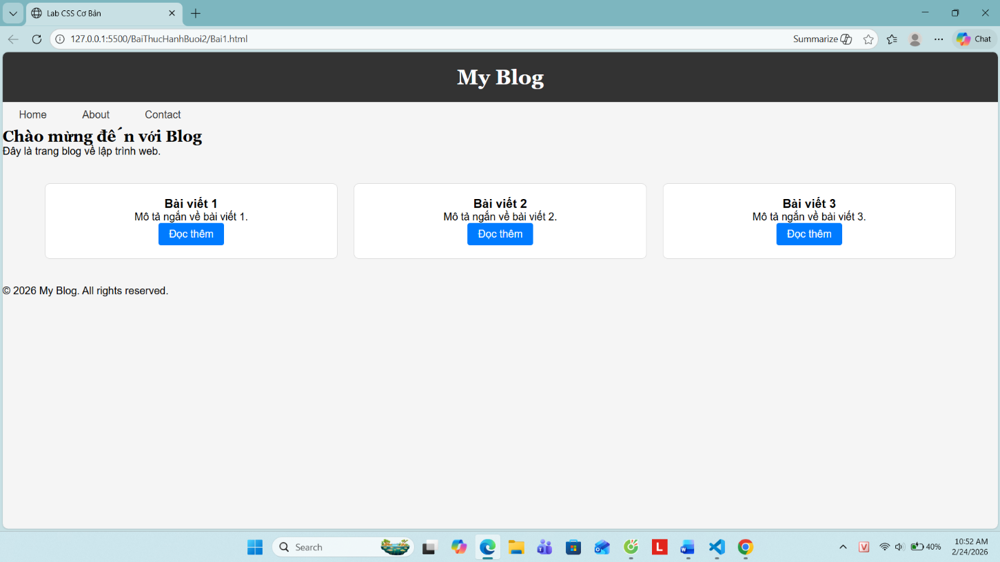 Lab CSS Cơ Bản
127.0.0.1:5500/BaiThucHanhBuoi2/Bai1.html
Summarize
Chat
My Blog
Home About Contact
Chào mừng đến với Blog
Đây là trang blog về lập trình web.
Bài viết 1
Mô tả ngắn về bài viết 1.
Đọc thêm
Bài viết 2
Mô tả ngắn về bài viết 2.
Đọc thêm
Bài viết 3
Mô tả ngắn về bài viết 3.
Đọc thêm
© 2026 My Blog. All rights reserved.
Search
L
V
40%
10:52 AM
2/24/2026